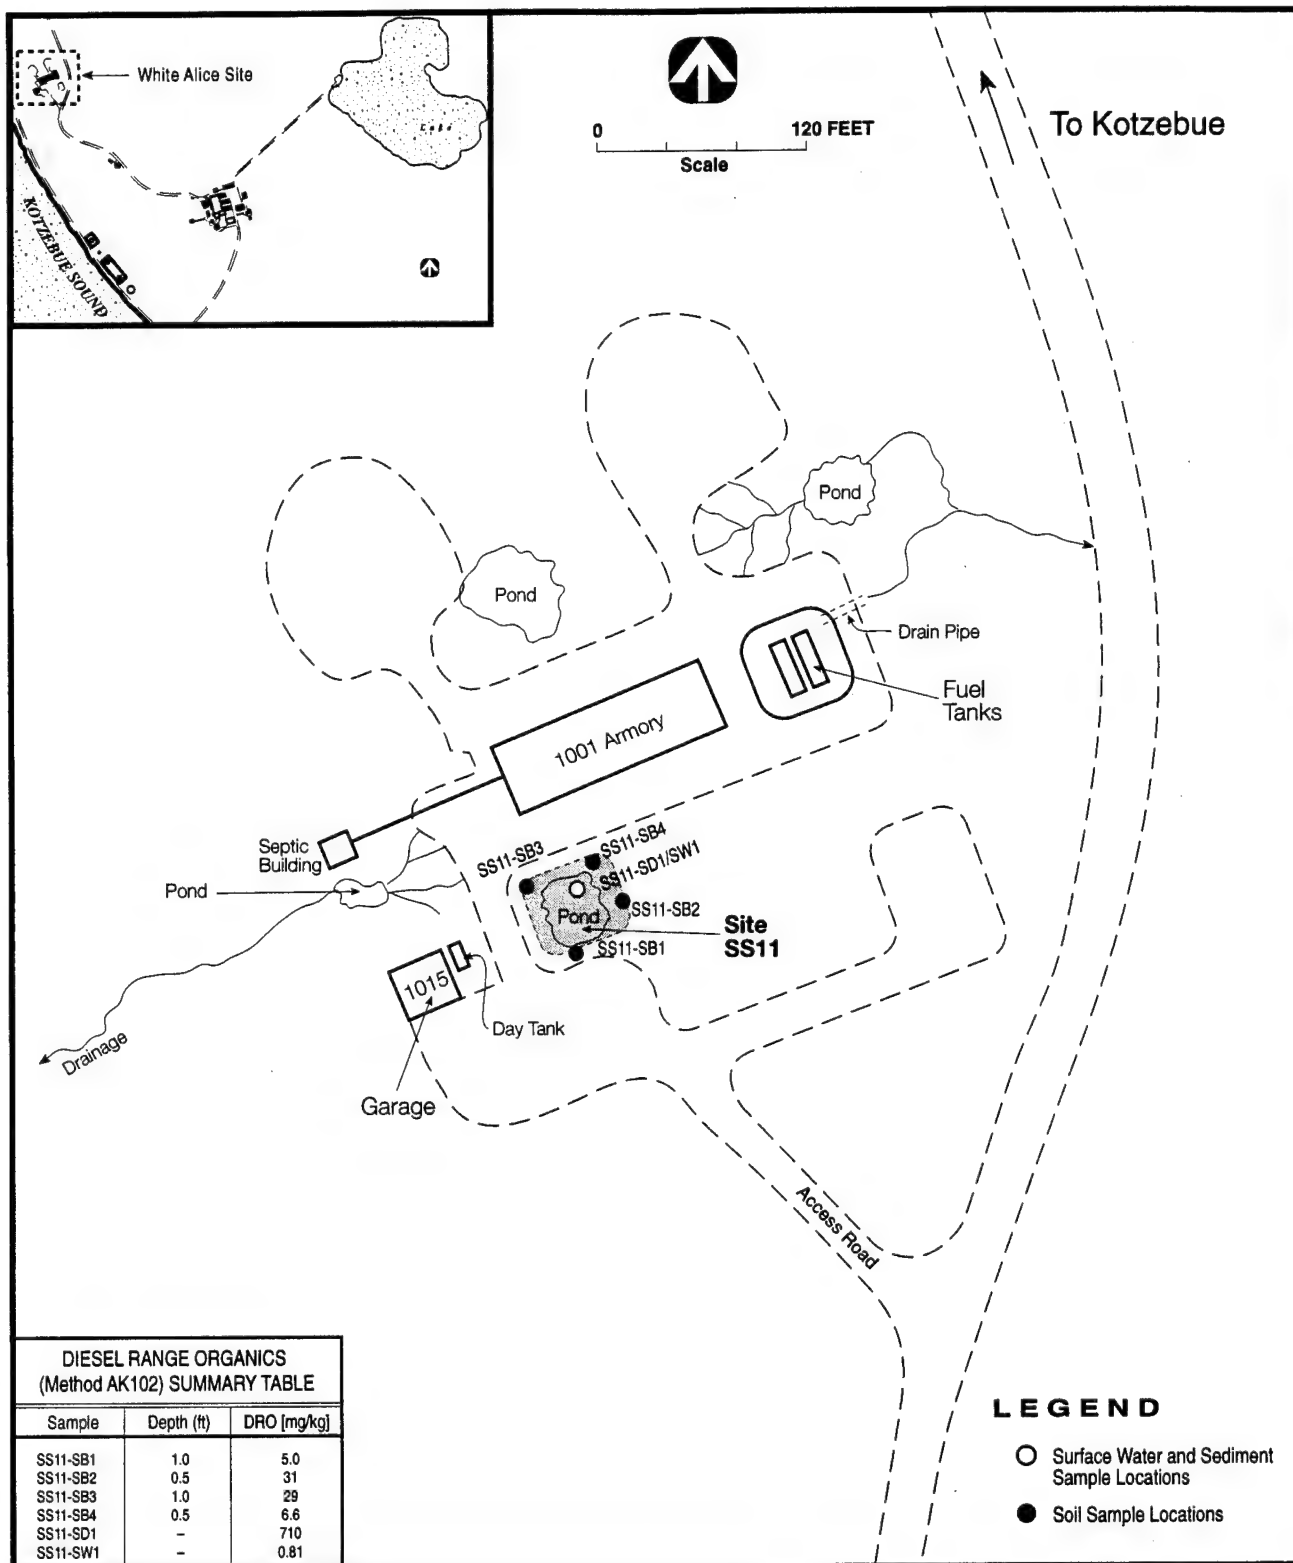 White Alice Site
Lake
KOTZEBUE SOUND
0 120 FEET
Scale
To Kotzebue
Pond
Pond
Drain Pipe
Fuel
Tanks
1001 Armory
Septic
Building
Pond
SS11-SB3
SS11-SB4
SS11-SD1/SW1
SS11-SB2
Pond
Site
SS11
SS11-SB1
1015
Day Tank
Drainage
Garage
Access Road
DIESEL RANGE ORGANICS
(Method AK102) SUMMARY TABLE
Sample Depth (ft) DRO [mg/kg]
SS11-SB1 1.0 5.0
SS11-SB2 0.5 31
SS11-SB3 1.0 29
SS11-SB4 0.5 6.6
SS11-SD1 – 710
SS11-SW1 – 0.81
LEGEND
Surface Water and Sediment
Sample Locations
Soil Sample Locations